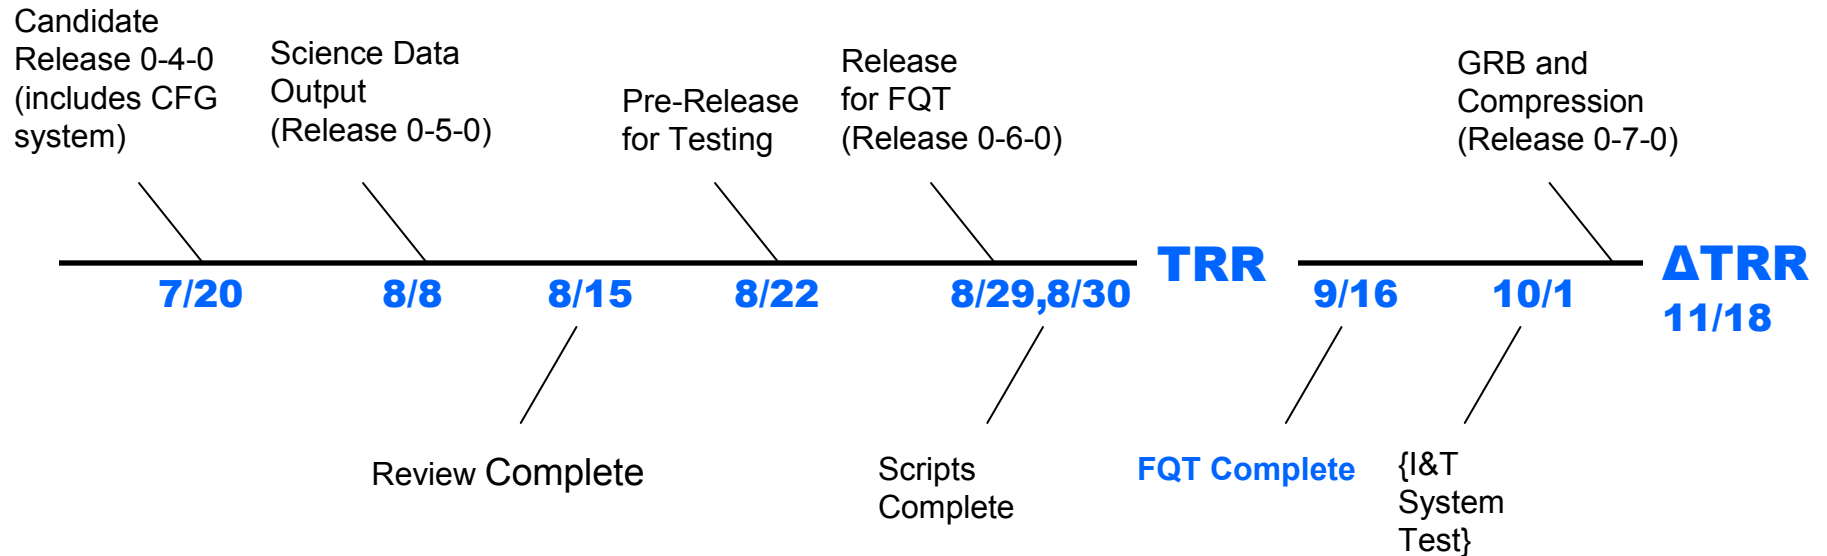 Candidate
Release 0-4-0
(includes CFG
system)
Science Data
Output
(Release 0-5-0)
Pre-Release
for Testing
Release
for FQT
(Release 0-6-0)
GRB and
Compression
(Release 0-7-0)
TRR
ΔTRR
7/20
8/8
8/15
8/22
8/29,8/30
9/16
10/1
11/18
Review Complete
Scripts
Complete
FQT Complete
{I&T
System
Test}